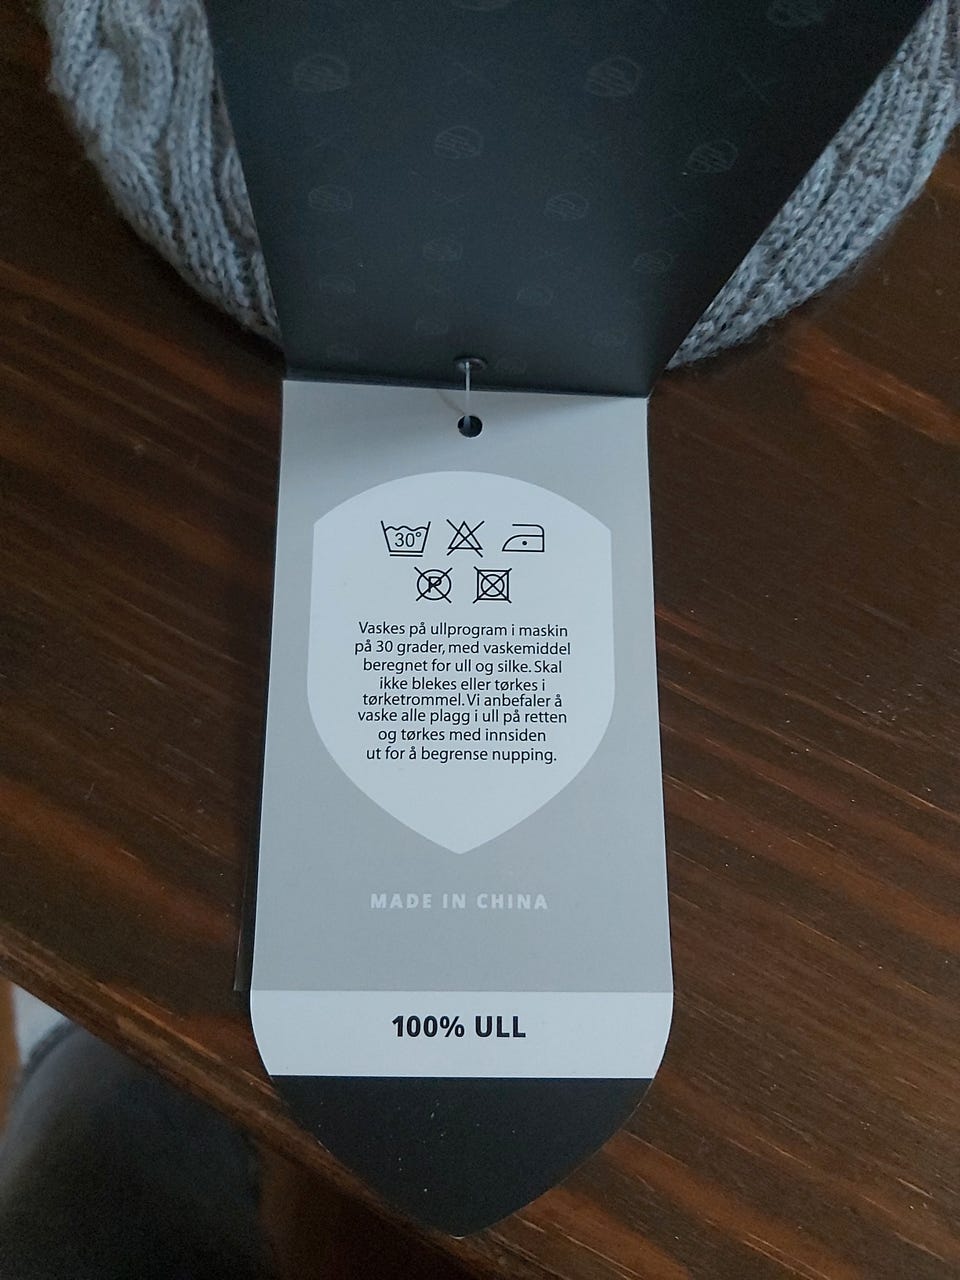 30°
P
Vaskes på ullprogram i maskin
på 30 grader, med vaskemiddel
beregnet for ull og silke. Skal
ikke blekes eller tørkes i
tørketrommel. Vi anbefaler å
vaske alle plagg i ull på retten
og tørkes med innsiden
ut for å begrense nupping.
MADE IN CHINA
100% ULL